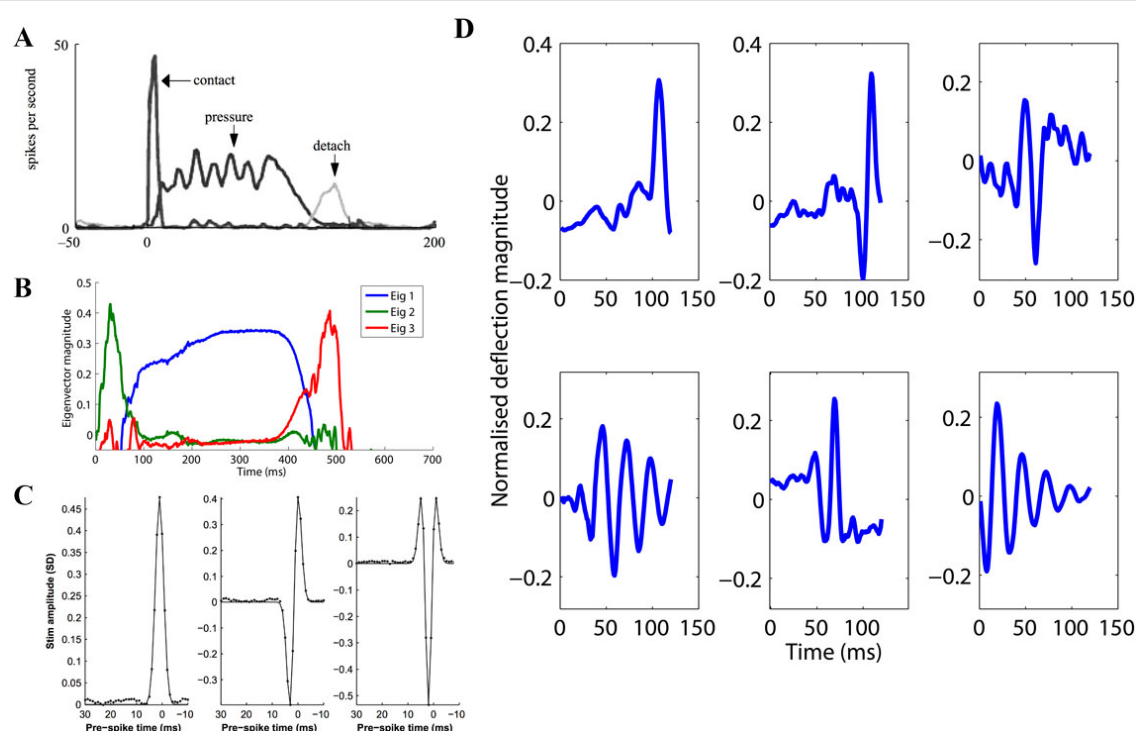 A
50
spikes per second
0
contact
pressure
detach
−50
0
200
B
Eigenvector magnitude
0.5
0.4
0.3
0.2
0.1
0
Eig 1
Eig 2
Eig 3
0 100 200 300 400 500 600 700
Time (ms)
C
Stim amplitude (SD)
0.45
0.4
0.35
0.3
0.25
0.2
0.15
0.1
0.05
0
30 20 10 0 −10
Pre−spike time (ms)
0.4
0.3
0.2
0.1
0
−0.1
−0.2
−0.3
30 20 10 0 −10
Pre−spike time (ms)
0.2
0.1
0
−0.1
−0.2
−0.3
−0.4
−0.5
30 20 10 0 −10
Pre−spike time (ms)
D
Normalised deflection magnitude
0.4
0.2
0
−0.2
0 50 100 150
0.4
0.2
0
−0.2
0 50 100 150
0.2
0
−0.2
0 50 100 150
0.2
0
−0.2
0 50 100 150
0.2
0
−0.2
0 50 100 150
0.2
0
−0.2
0 50 100 150
Time (ms)